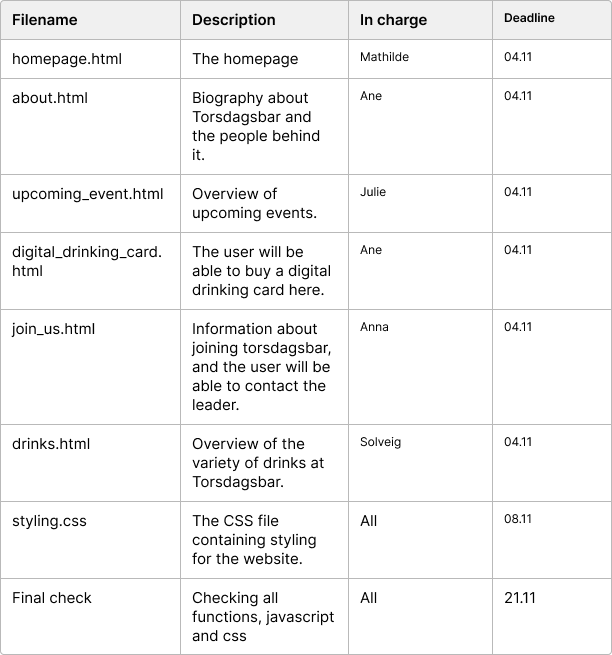 Filename Description In charge Deadline
homepage.html The homepage Mathilde 04.11
about.html Biography about Ane 04.11
Torsdagsbar and
the people behind
it.
upcoming_event.html Overview of Julie 04.11
upcoming events.
digital_drinking_card. The user will be Ane 04.11
html able to buy a digital
drinking card here.
join_us.html Information about Anna 04.11
joining torsdagsbar,
and the user will be
able to contact the
leader.
drinks.html Overview of the Solveig 04.11
variety of drinks at
Torsdagsbar.
styling.css The CSS file All 08.11
containing styling
for the website.
Final check Checking all All 21.11
functions, javascript
and css